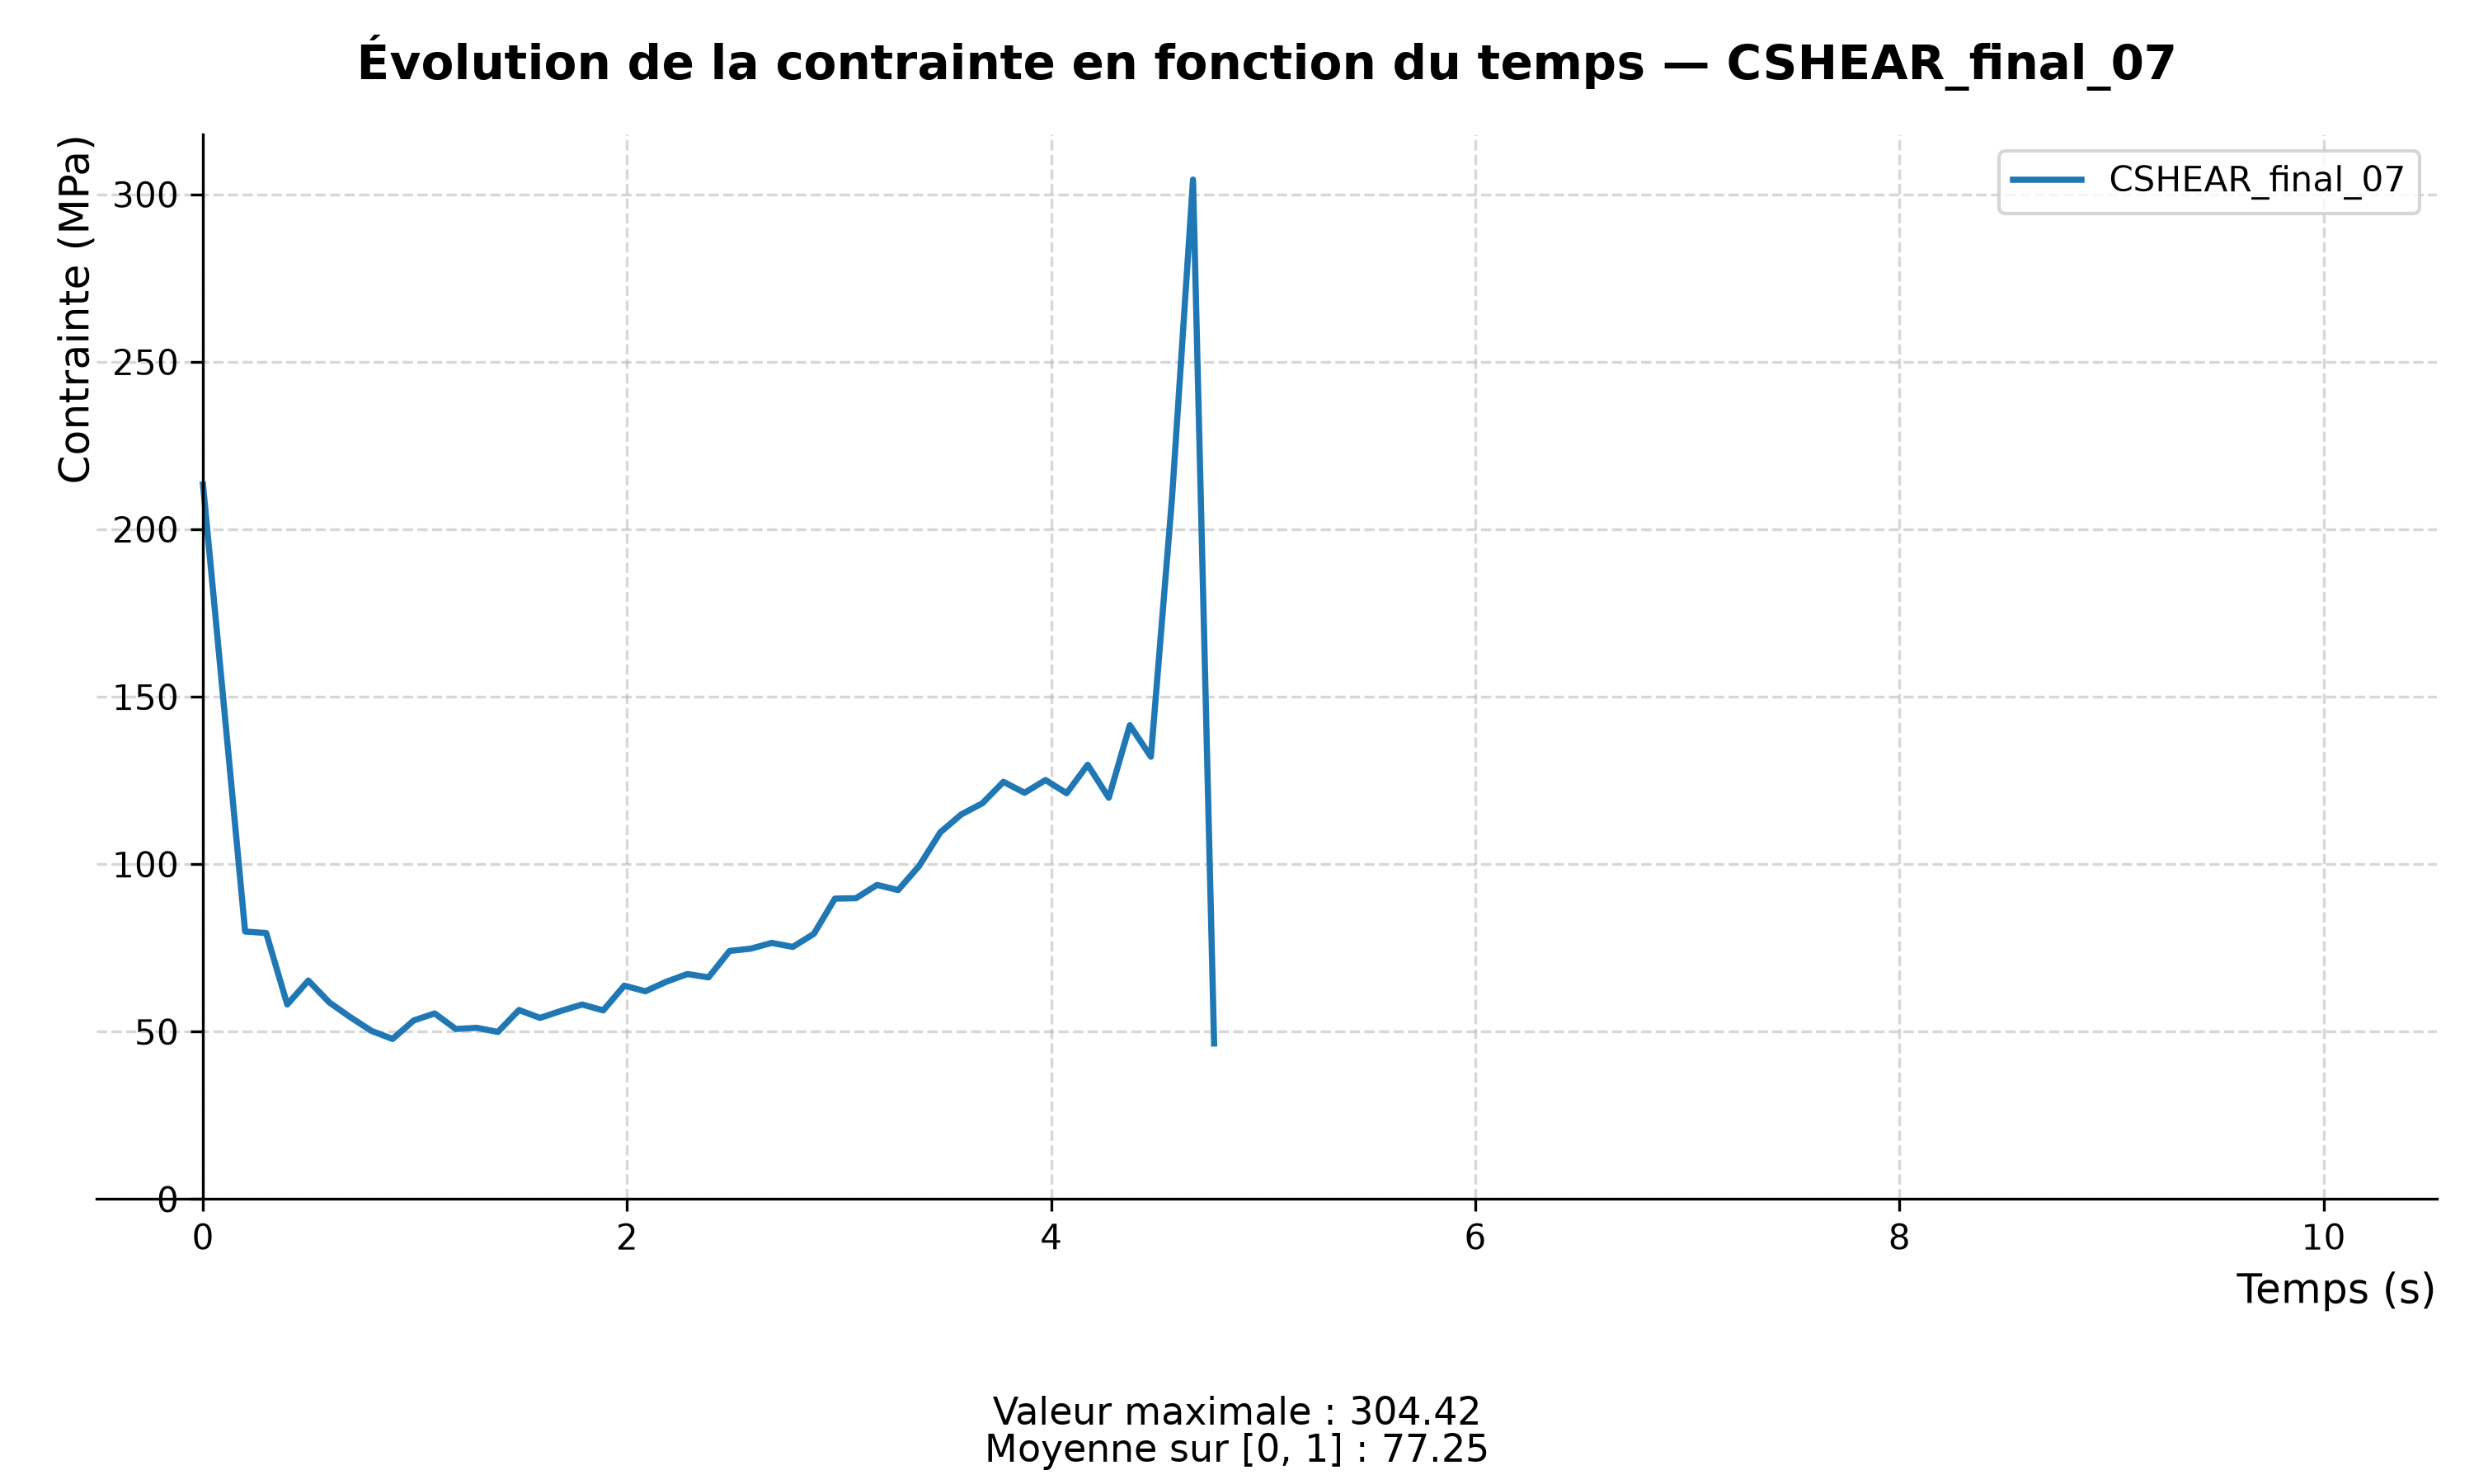 Évolution de la contrainte en fonction du temps — CSHEAR_final_07
Contrainte (MPa)
CSHEAR_final_07
300
250
200
150
100
50
0
0 2 4 6 8 10
Temps (s)
Valeur maximale : 304.42
Moyenne sur [0, 1] : 77.25